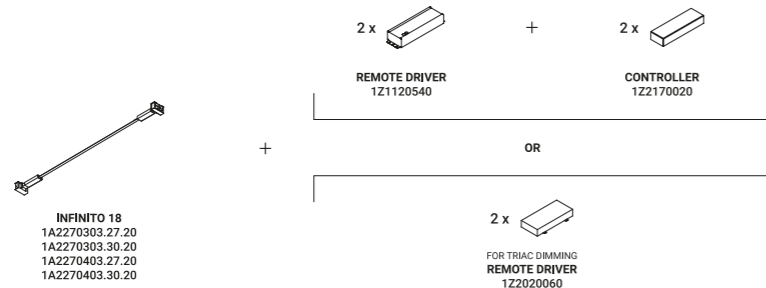 2 x
+
2 x
REMOTE DRIVER
1Z1120540
CONTROLLER
1Z2170020
+
OR
INFINITO 18
1A2270303.27.20
1A2270303.30.20
1A2270403.27.20
1A2270403.30.20
2 x
FOR TRIAC DIMMING
REMOTE DRIVER
1Z2020060